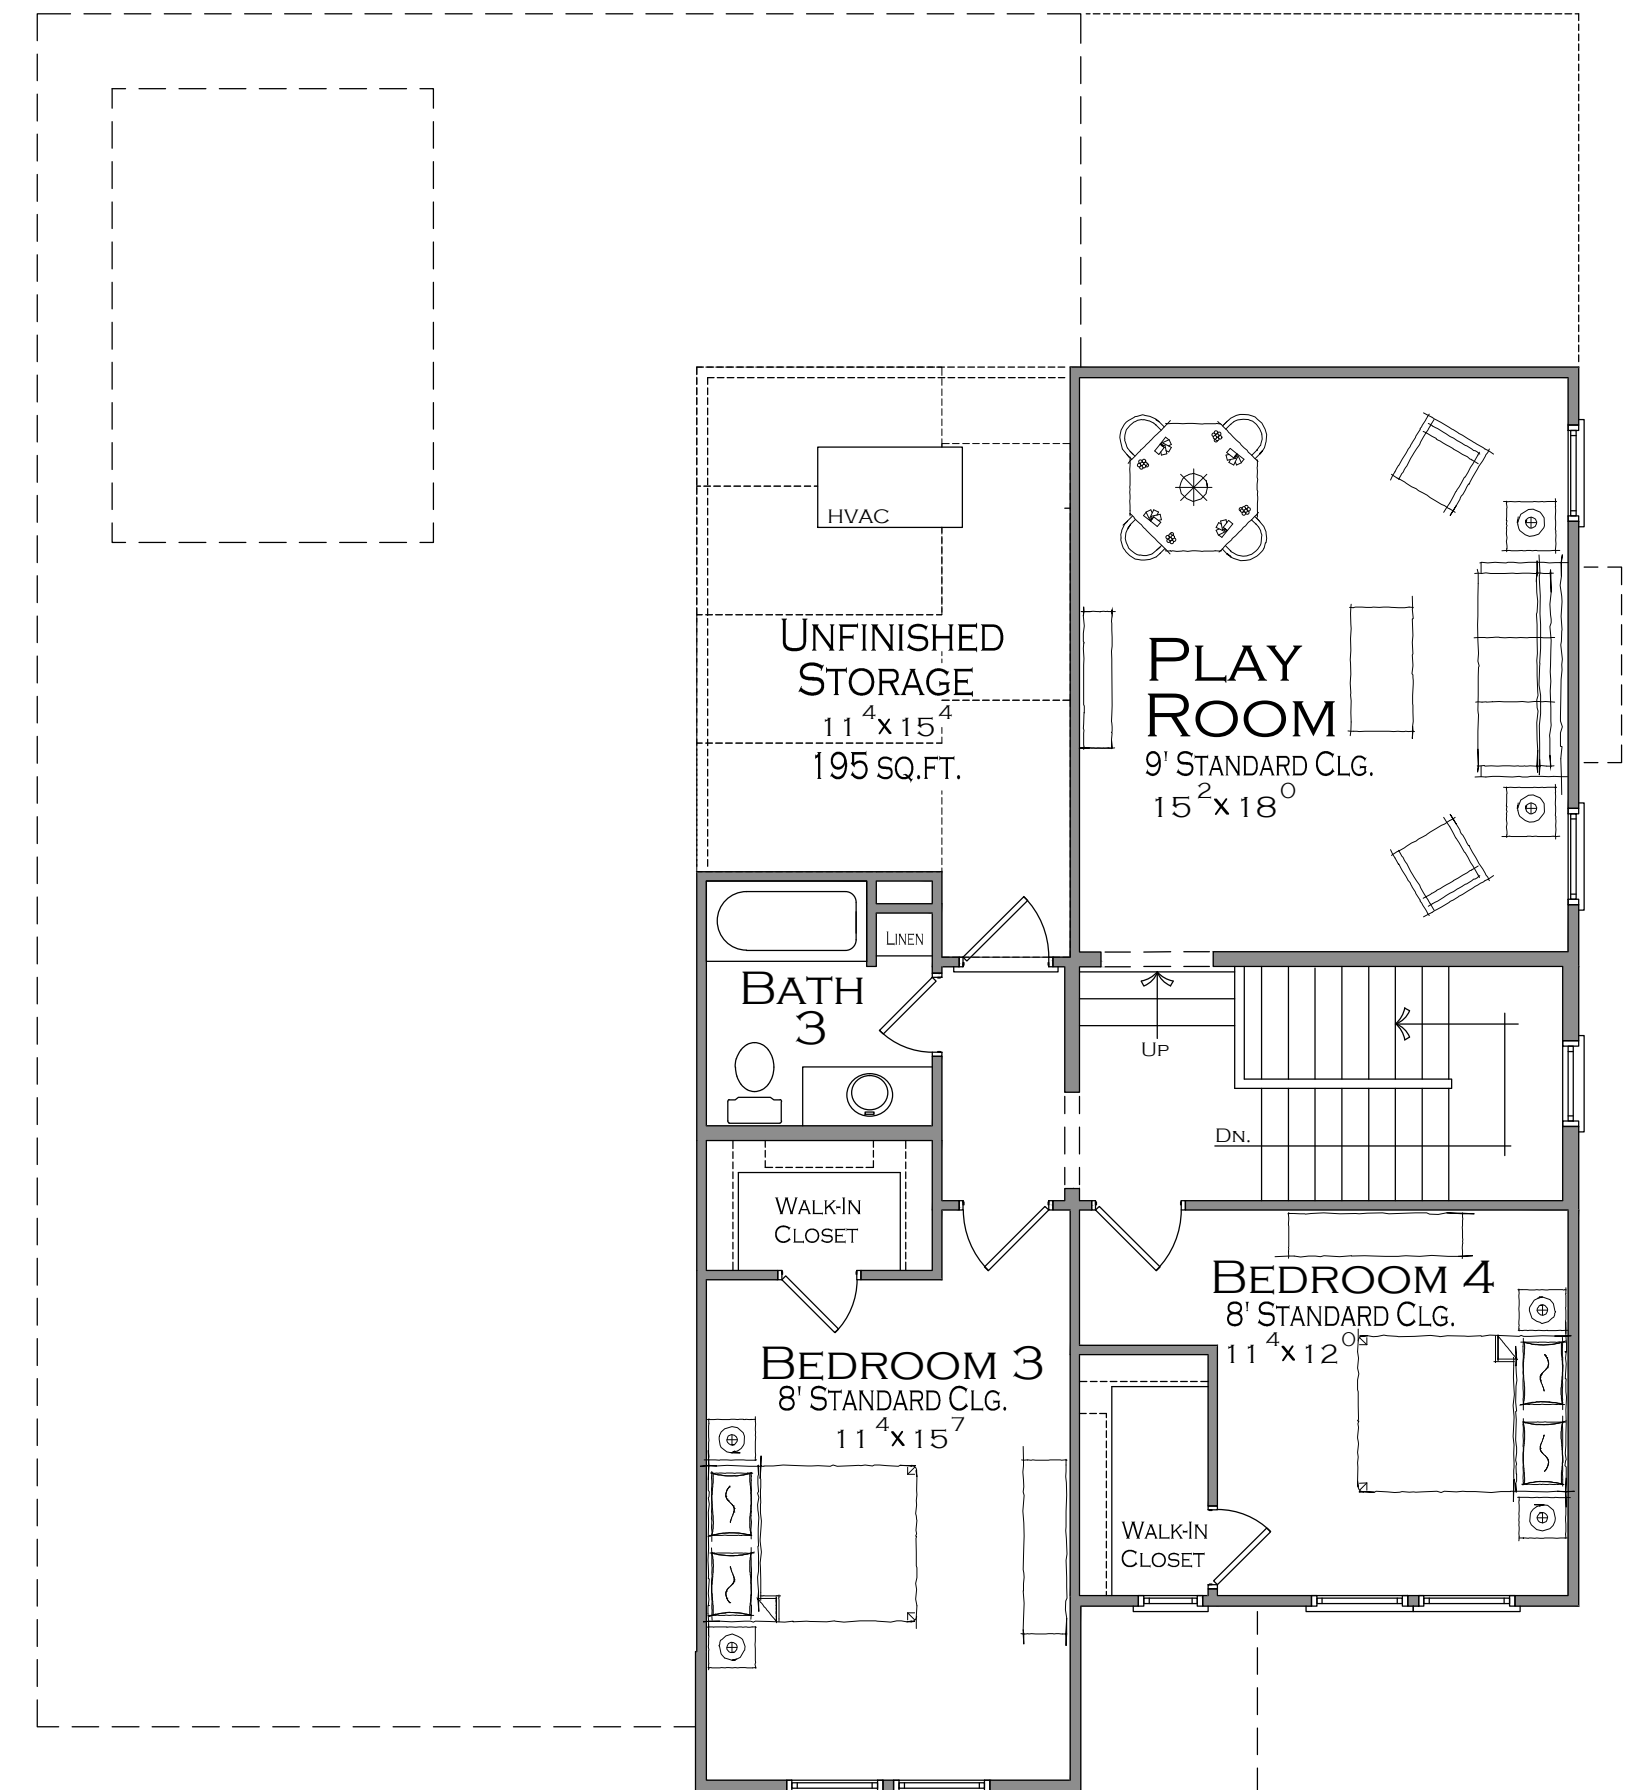 HVAC
UNFINISHED
STORAGE
11⁴x15⁴
195 SQ.FT.
PLAY
ROOM
9' STANDARD CLG.
15²x18⁰
LINEN
BATH
3
UP
DN.
WALK-IN
CLOSET
BEDROOM 4
8' STANDARD CLG.
11⁴x12⁰
BEDROOM 3
8' STANDARD CLG.
11⁴x15⁷
WALK-IN
CLOSET